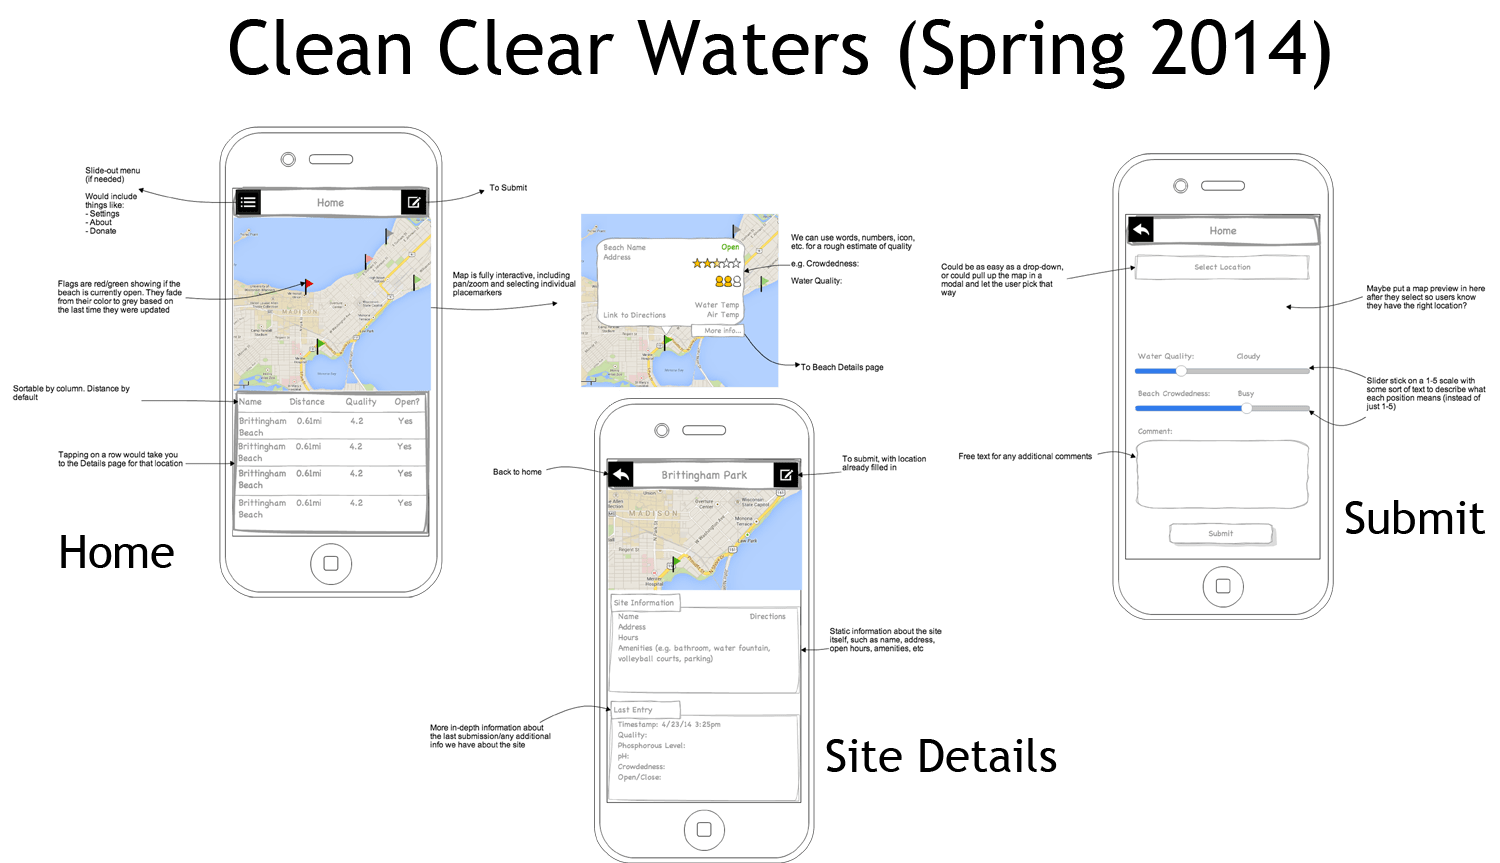 Clean Clear Waters (Spring 2014)
Slide-out menu
(if needed)
Would include
things like:
- Settings
- About
- Donate
Home
To Submit
Flags are red/green showing if the
beach is currently open. They fade
from their color to grey based on
the last time they were updated
MADISON
Map is fully interactive, including
pan/zoom and selecting individual
placemarkers
Sortable by column. Distance by
default
Name Distance Quality Open?
Brittingham 0.61mi 4.2 Yes
Beach
Brittingham 0.61mi 4.2 Yes
Beach
Brittingham 0.61mi 4.2 Yes
Beach
Brittingham 0.61mi 4.2 Yes
Beach
Tapping on a row would take you
to the Details page for that location
Home
Beach Name Open
Address
Water Temp
Link to Directions Air Temp
More info...
We can use words, numbers, icon,
etc. for a rough estimate of quality
e.g. Crowdedness:
Water Quality:
To Beach Details page
Back to home
Brittingham Park
To submit, with location
already filled in
MADISON
Site Information
Name Directions
Address
Hours
Amenities (e.g. bathroom, water fountain,
volleyball courts, parking)
Static information about the site
itself, such as name, address,
open hours, amenities, etc
Last Entry
Timestamp: 4/23/14 3:25pm
Quality:
Phosphorous Level:
pH:
Crowdedness:
Open/Close:
More in-depth information about
the last submission/any additional
info we have about the site
Site Details
Home
Select Location
Could be as easy as a drop-down,
or could pull up the map in a
modal and let the user pick that
way
Maybe put a map preview in here
after they select so users know
they have the right location?
Water Quality: Cloudy
Beach Crowdedness: Busy
Slider stick on a 1-5 scale with
some sort of text to describe what
each position means (instead of
just 1-5)
Comment:
Free text for any additional comments
Submit
Submit